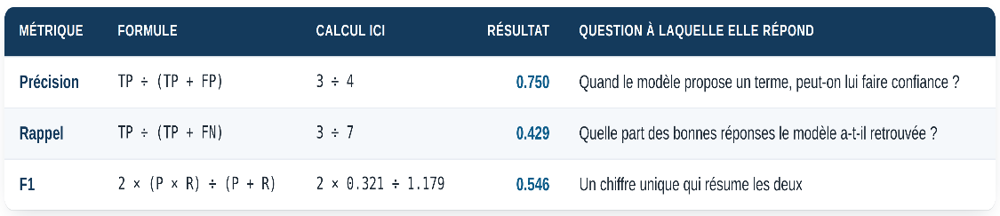 MÉTRIQUE FORMULE CALCUL ICI RÉSULTAT QUESTION À LAQUELLE ELLE RÉPOND
Précision TP ÷ (TP + FP) 3 ÷ 4 0.750 Quand le modèle propose un terme, peut-on lui faire confiance ?
Rappel TP ÷ (TP + FN) 3 ÷ 7 0.429 Quelle part des bonnes réponses le modèle a-t-il retrouvée ?
F1 2 × (P × R) ÷ (P + R) 2 × 0.321 ÷ 1.179 0.546 Un chiffre unique qui résume les deux